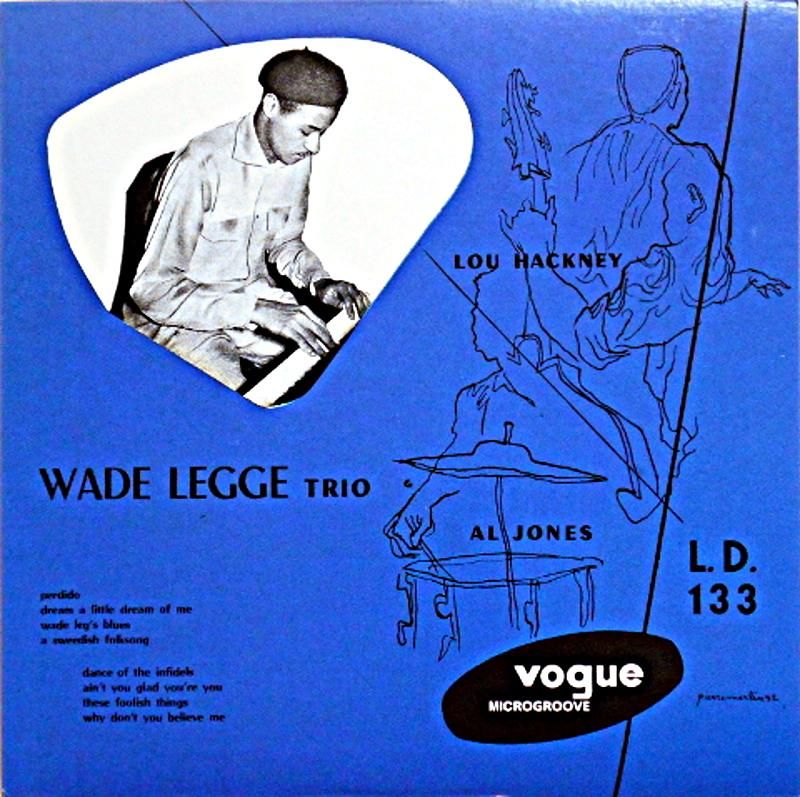 LOU HACKNEY
WADE LEGGE TRIO
AL JONES
L.D.
133
perdido
dream a little dream of me
wade leg's blues
a swedish folksong
dance of the infidels
ain't you glad you're you
these foolish things
why don't you believe me
vogue
MICROGROOVE